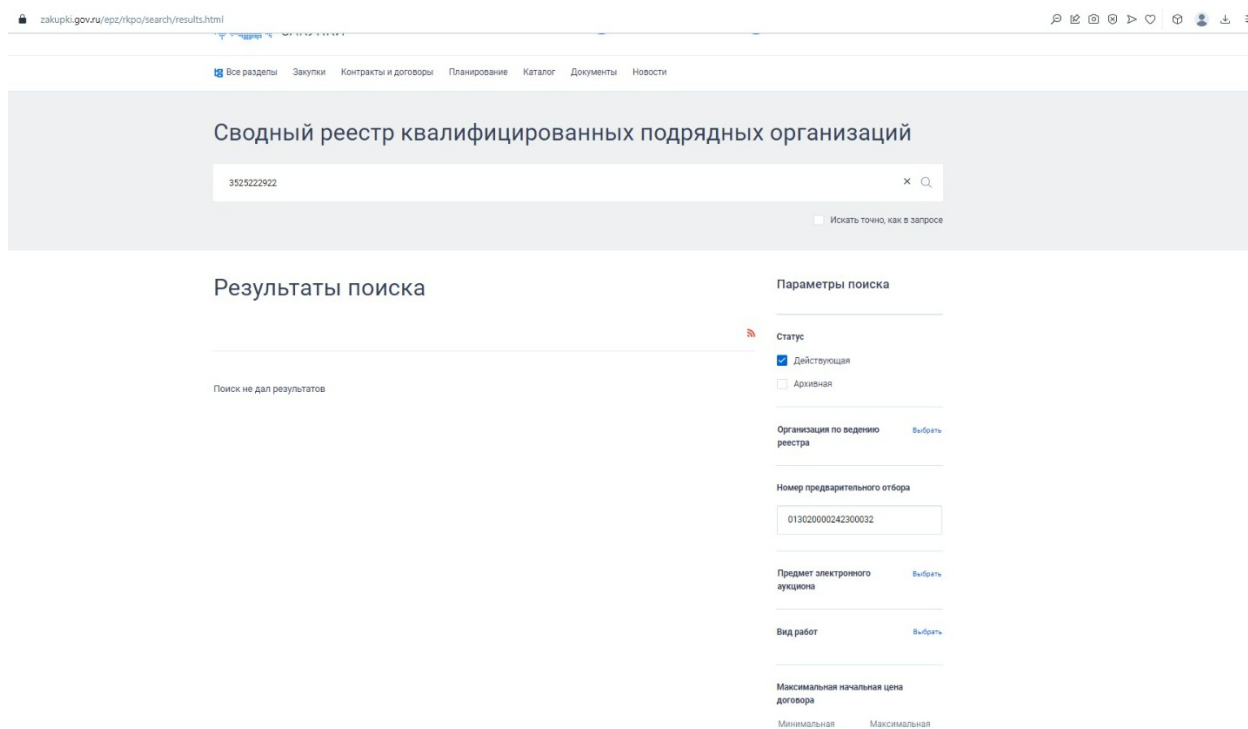 zakupki.gov.ru/epz/rkpo/search/results.html
Все разделы Закупки Контракты и договоры Планирование Каталог Документы Новости
Сводный реестр квалифицированных подрядных организаций
3525222922
Искать точно, как в запросе
Результаты поиска
Поиск не дал результатов
Параметры поиска
Статус
Действующая
Архивная
Организация по ведению Выбрать
реестра
Номер предварительного отбора
013020000242300032
Предмет электронного Выбрать
аукциона
Вид работ Выбрать
Максимальная начальная цена
договора
Минимальная Максимальная